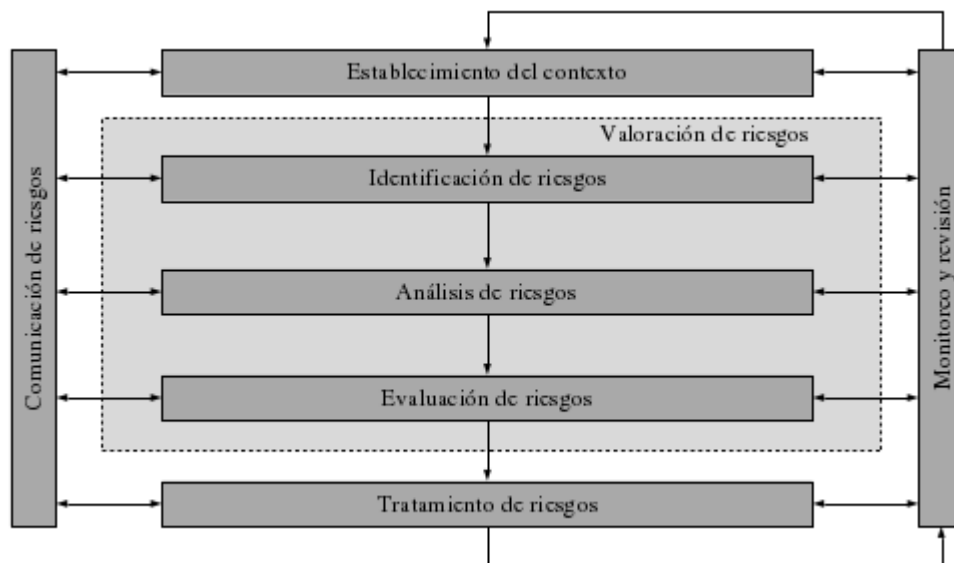 Establecimiento del contexto
Valoración de riesgos
Identificación de riesgos
Análisis de riesgos
Evaluación de riesgos
Tratamiento de riesgos
Comunicación de riesgos
Monitoreo y revisión